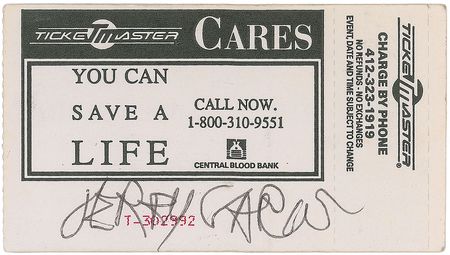 TICKETMASTER CARES
YOU CAN
SAVE A
LIFE
CALL NOW.
1-800-310-9551
CENTRAL BLOOD BANK
JERRY GARCIA
T-302992
TICKETMASTER
CHARGE BY PHONE
412-323-1919
NO REFUNDS - NO EXCHANGES
EVENT, DATE AND TIME SUBJECT TO CHANGE